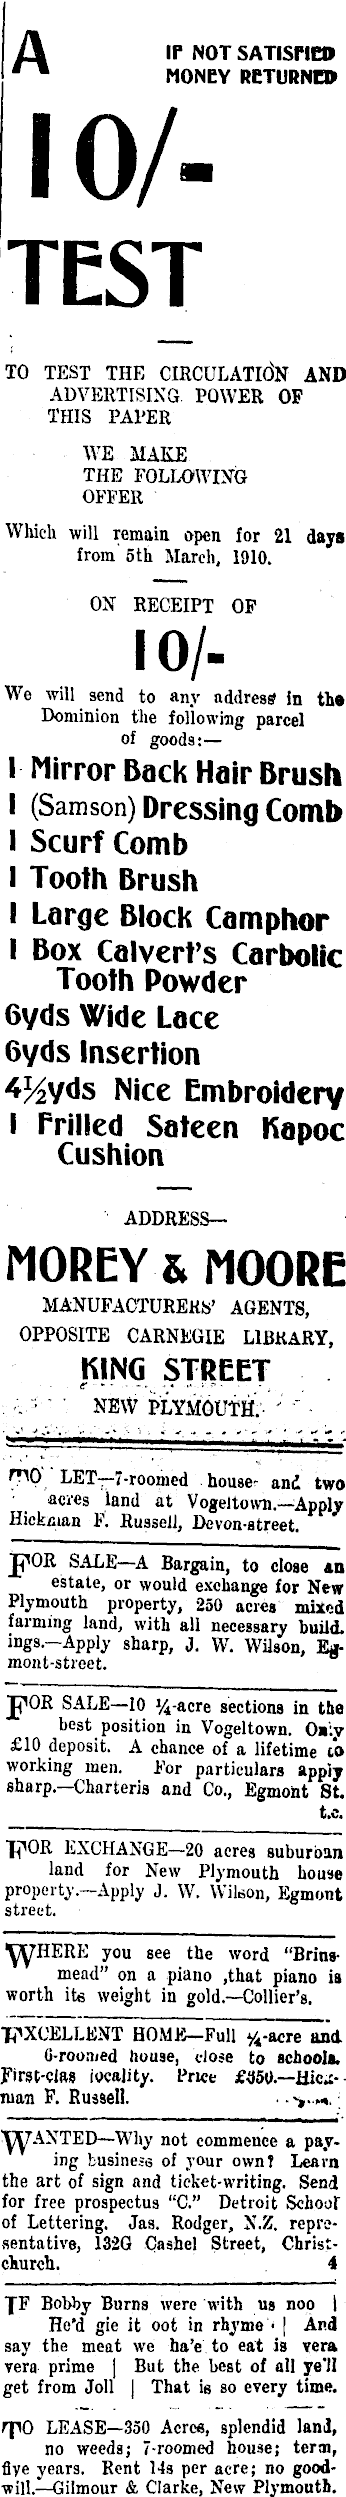 A
IF NOT SATISFIED
MONEY RETURNED
10/-
TEST
TO TEST THE CIRCULATION AND
ADVERTISING POWER OF
THIS PAPER
WE MAKE
THE FOLLOWING
OFFER
Which will remain open for 21 days
from 5th March, 1910.
ON RECEIPT OF
10/-
We will send to any address in the
Dominion the following parcel
of goods:—
1 Mirror Back Hair Brush
1 (Samson) Dressing Comb
1 Scurf Comb
1 Tooth Brush
1 Large Block Camphor
1 Box Calvert's Carbolic
Tooth Powder
6yds Wide Lace
6yds Insertion
4½yds Nice Embroidery
1 Frilled Sateen Kapoc
Cushion
ADDRESS—
MOREY & MOORE
MANUFACTURERS' AGENTS,
OPPOSITE CARNEGIE LIBRARY,
KING STREET
NEW PLYMOUTH.
TO LET—7-roomed house and two
acres land at Vogeltown.—Apply
Hickman F. Russell, Devon-street.
FOR SALE—A Bargain, to close an
estate, or would exchange for New
Plymouth property, 250 acres mixed
farming land, with all necessary build-
ings.—Apply sharp, J. W. Wilson, Eg-
mont-street.
FOR SALE—10 ¼-acre sections in the
best position in Vogeltown. Only
£10 deposit. A chance of a lifetime to
working men. For particulars apply
sharp.—Charteris and Co., Egmont St.
t.c.
FOR EXCHANGE—20 acres suburban
land for New Plymouth house
property.—Apply J. W. Wilson, Egmont
street.
WHERE you see the word "Brins-
mead" on a piano ,that piano is
worth its weight in gold.—Collier's.
EXCELLENT HOME—Full ¼-acre and
6-roomed house, close to schools.
First-clas locality. Price £350.—Hick-
man F. Russell.
WANTED—Why not commence a pay-
ing business of your own? Learn
the art of sign and ticket-writing. Send
for free prospectus "C." Detroit School
of Lettering. Jas. Rodger, N.Z. repre-
sentative, 132G Cashel Street, Christ-
church. 4
IF Bobby Burns were with us noo |
He'd gie it oot in rhyme | And
say the meat we ha'e to eat is vera
vera prime | But the best of all ye'll
get from Joll | That is so every time.
TO LEASE—350 Acres, splendid land,
no weeds; 7-roomed house; term,
five years. Rent 14s per acre; no good-
will.—Gilmour & Clarke, New Plymouth.